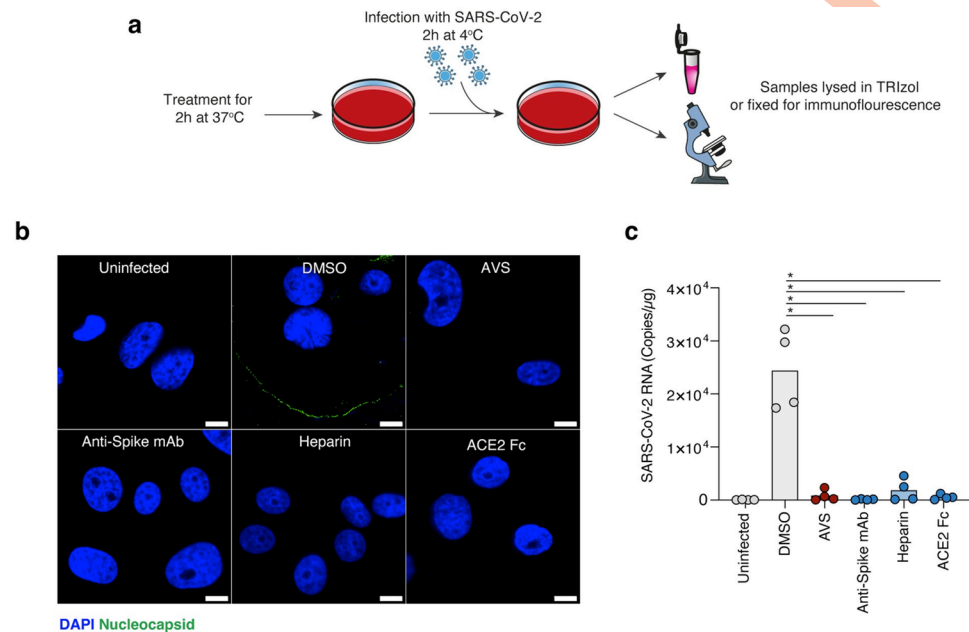 a
Infection with SARS-CoV-2
2h at 4ºC
Treatment for
2h at 37ºC
Samples lysed in TRIzol
or fixed for immunoflourescence
b
Uninfected
DMSO
AVS
Anti-Spike mAb
Heparin
ACE2 Fc
DAPI Nucleocapsid
c
SARS-CoV-2 RNA (Copies/µg)
4×10⁴
3×10⁴
2×10⁴
1×10⁴
0
*
*
*
*
Uninfected
DMSO
AVS
Anti-Spike mAb
Heparin
ACE2 Fc